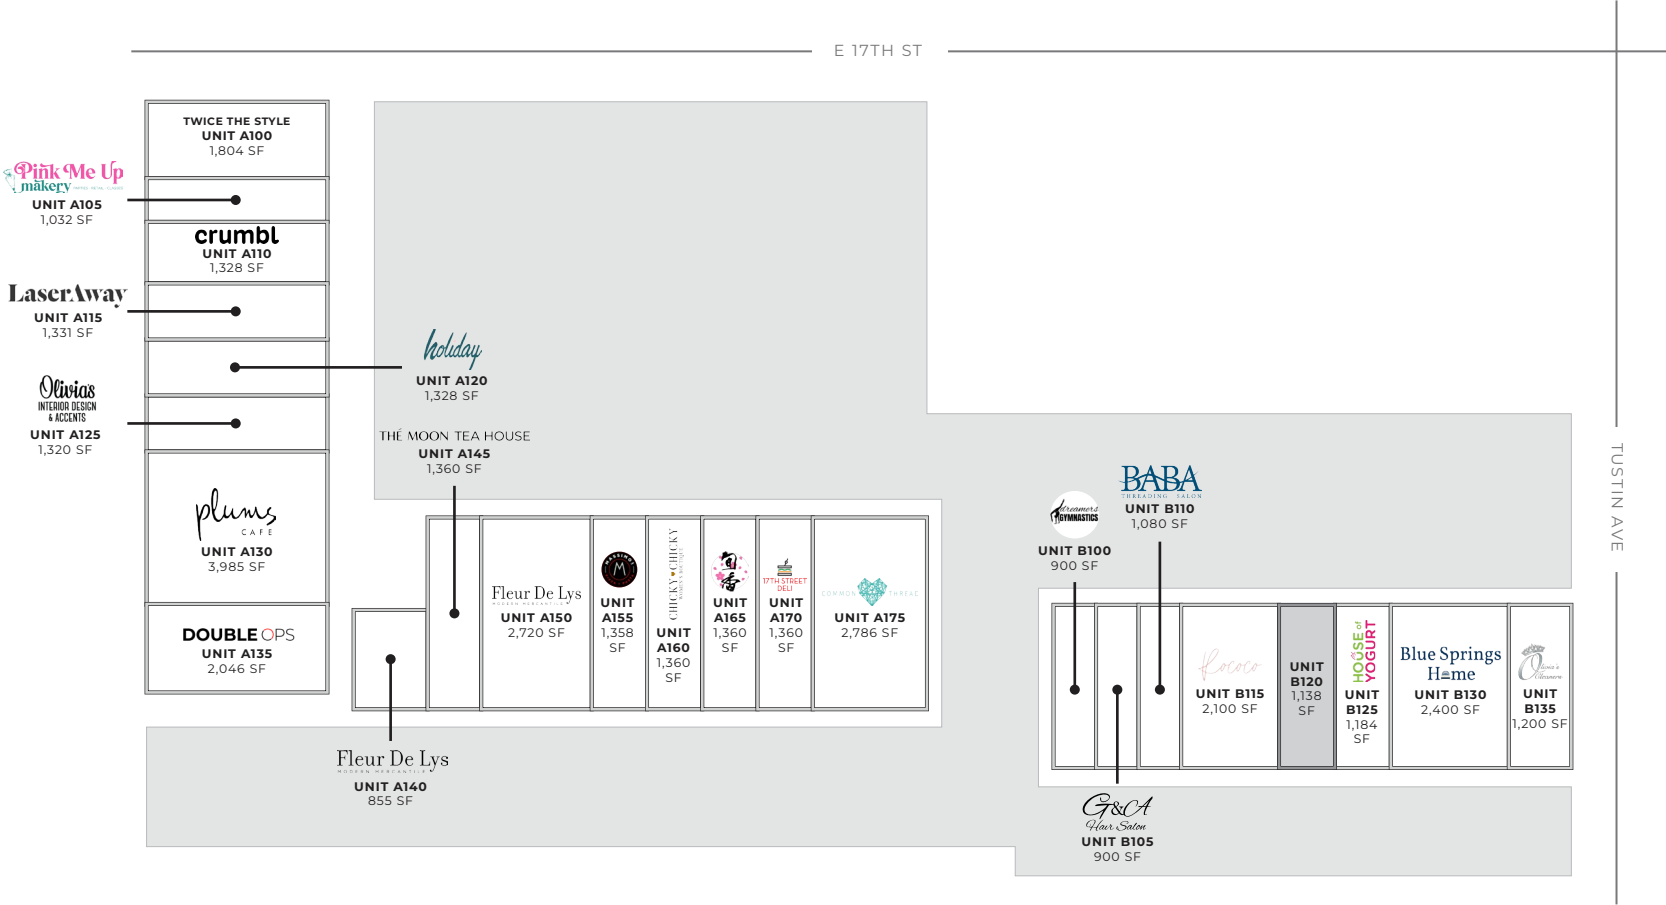 E 17TH ST
TWICE THE STYLE
UNIT A100
1,804 SF
Pink Me Up
makery
UNIT A105
1,032 SF
crumbl
UNIT A110
1,328 SF
LaserAway
UNIT A115
1,331 SF
holiday
UNIT A120
1,328 SF
Olivia's
INTERIOR DESIGN
& ACCENTS
UNIT A125
1,320 SF
THÉ MOON TEA HOUSE
UNIT A145
1,360 SF
plums
CAFE
UNIT A130
3,985 SF
DOUBLE OPS
UNIT A135
2,046 SF
Fleur De Lys
MODERN MERCANTILE
UNIT A140
855 SF
Fleur De Lys
MODERN MERCANTILE
UNIT A150
2,720 SF
M
UNIT
A155
1,358
SF
CHICKY CHICKY
UNIT
A160
1,360
SF
UNIT
A165
1,360
SF
17TH STREET
DELI
UNIT
A170
1,360
SF
COMMON THREAD
UNIT A175
2,786 SF
dreamers
GYMNASTICS
UNIT B100
900 SF
BABA
THREADING SALON
UNIT B110
1,080 SF
G&A
Hair Salon
UNIT B105
900 SF
Rococo
UNIT B115
2,100 SF
UNIT
B120
1,138
SF
HOUSE of
YOGURT
UNIT
B125
1,184
SF
Blue Springs
Home
UNIT B130
2,400 SF
UNIT
B135
1,200 SF
TUSTIN AVE